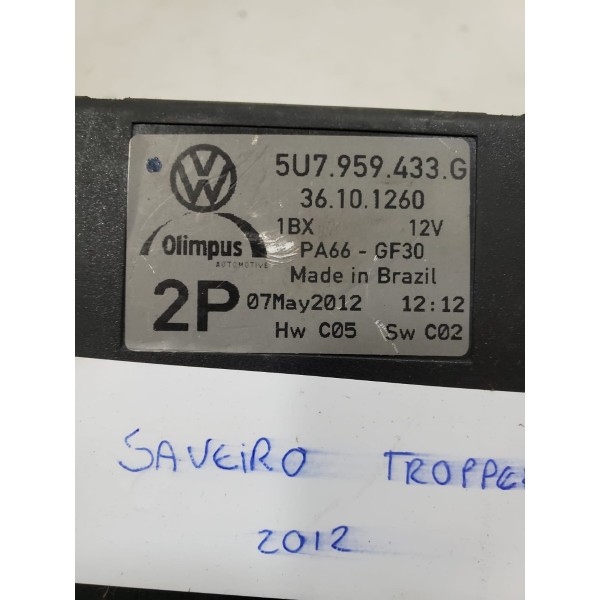 5U7.959.433.G
36.10.1260
1BX 12V
Olimpus
AUTOMOTIVE
PA66 - GF30
Made in Brazil
2P 07May2012 12:12
Hw C05 Sw C02
SAVEIRO TROPPE
2012